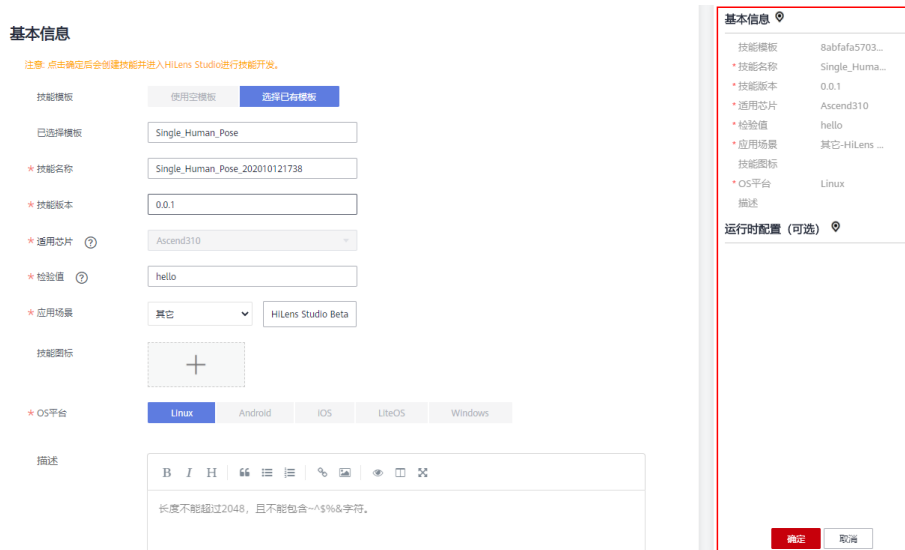 基本信息
注意: 点击确定后会创建技能并进入HiLens Studio进行技能开发。
技能模板 使用空模板 选择已有模板
已选择模板 Single_Human_Pose
* 技能名称 Single_Human_Pose_202010121738
* 技能版本 0.0.1
* 适用芯片 ? Ascend310
* 检验值 ? hello
* 应用场景 其它 HiLens Studio Beta
技能图标
* OS平台 Linux Android IOS LiteOS Windows
描述
B I H
长度不能超过2048，且不能包含~^$%&字符。
基本信息
技能模板 8abfafa5703...
* 技能名称 Single_Huma...
* 技能版本 0.0.1
* 适用芯片 Ascend310
* 检验值 hello
* 应用场景 其它-HiLens ...
技能图标
* OS平台 Linux
描述
运行时配置（可选）
确定 取消